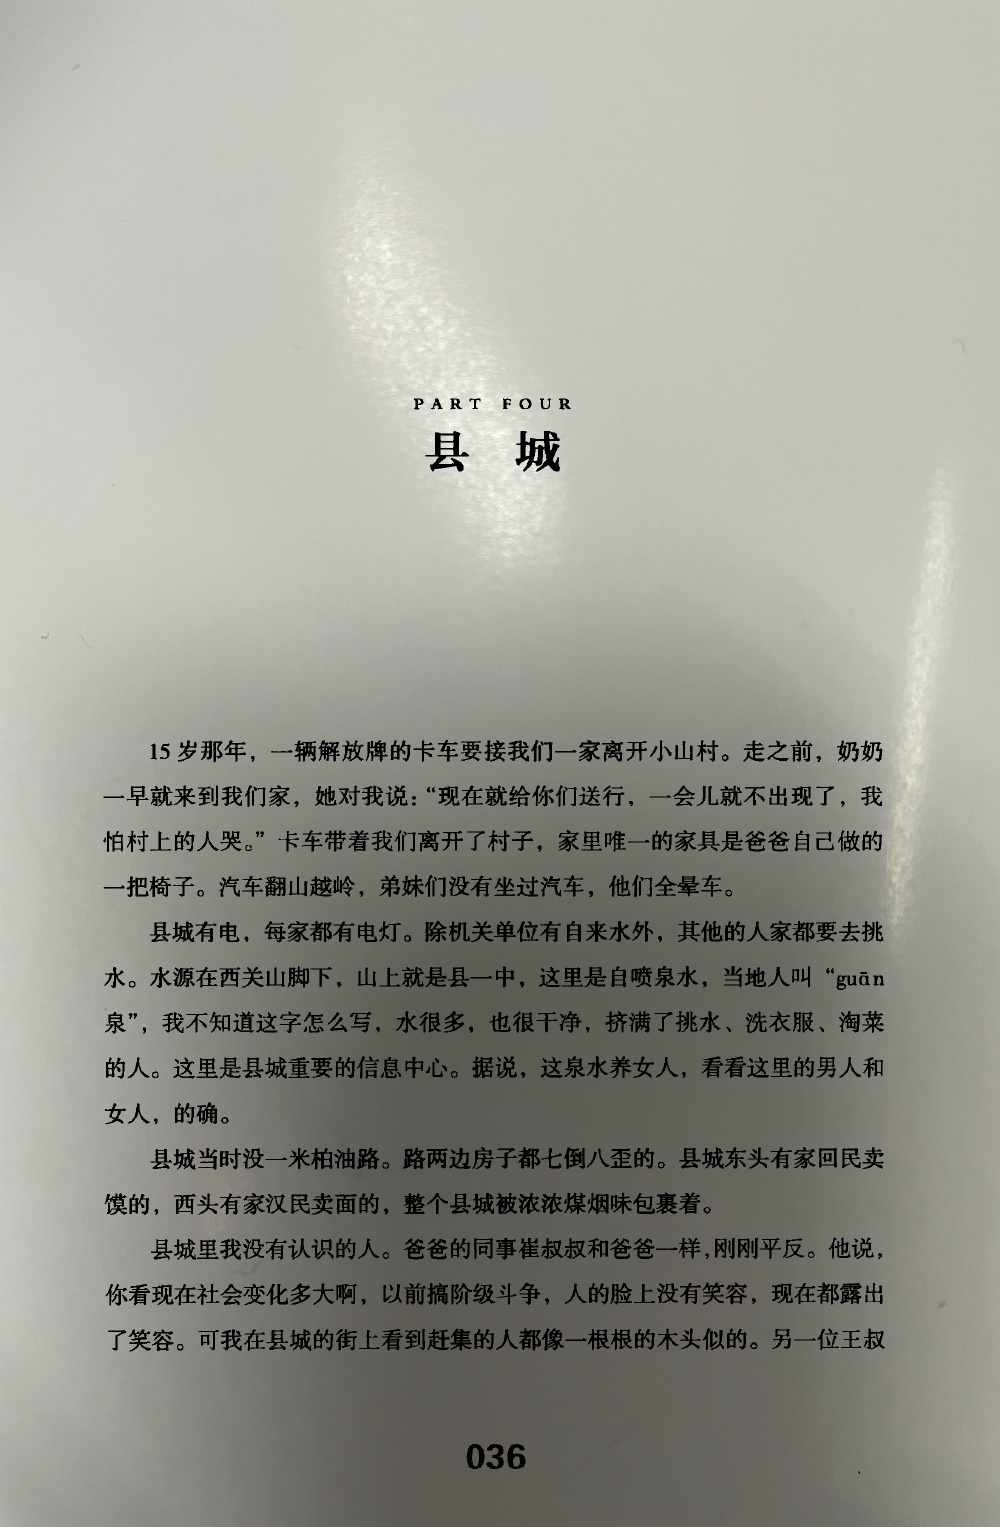 PART FOUR
县 城
15 岁那年，一辆解放牌的卡车要接我们一家离开小山村。走之前，奶奶
一早就来到我们家，她对我说：“现在就给你们送行，一会儿就不出现了，我
怕村上的人哭。”卡车带着我们离开了村子，家里唯一的家具是爸爸自己做的
一把椅子。汽车翻山越岭，弟妹们没有坐过汽车，他们全晕车。
县城有电，每家都有电灯。除机关单位有自来水外，其他的人家都要去挑
水。水源在西关山脚下，山上就是县一中，这里是自喷泉水，当地人叫“guān
泉”，我不知道这字怎么写，水很多，也很干净，挤满了挑水、洗衣服、淘菜
的人。这里是县城重要的信息中心。据说，这泉水养女人，看看这里的男人和
女人，的确。
县城当时没一米柏油路。路两边房子都七倒八歪的。县城东头有家回民卖
馍的，西头有家汉民卖面的，整个县城被浓浓煤烟味包裹着。
县城里我没有认识的人。爸爸的同事崔叔叔和爸爸一样，刚刚平反。他说，
你看现在社会变化多大啊，以前搞阶级斗争，人的脸上没有笑容，现在都露出
了笑容。可我在县城的街上看到赶集的人都像一根根的木头似的。另一位王叔
036